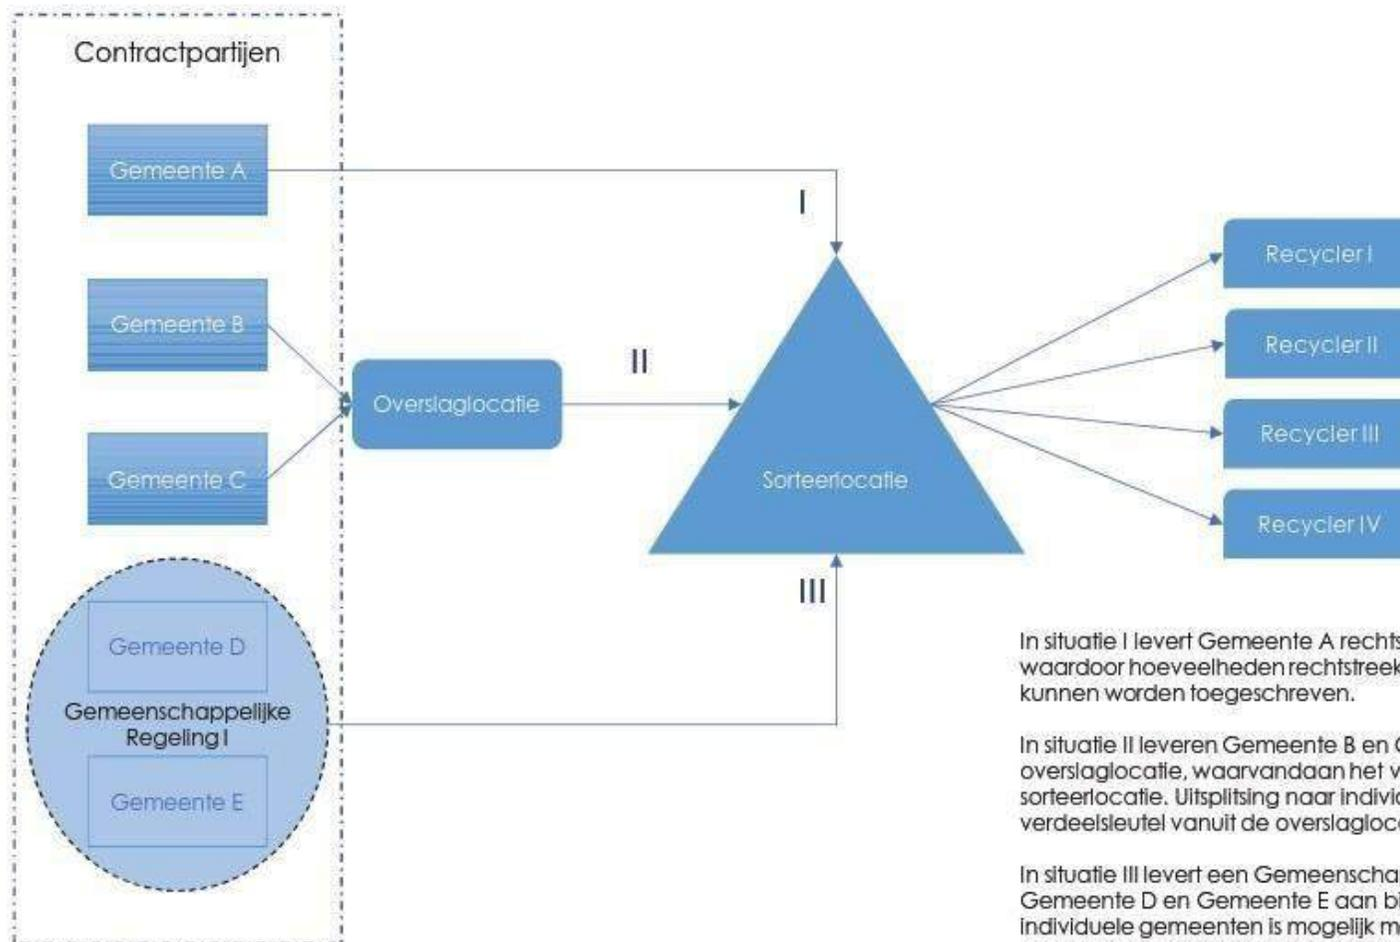 Contractpartijen
Gemeente A
I
Gemeente B
II
Overslaglocatie
Gemeente C
Sorteerlocatie
III
Gemeente D
Gemeenschappelijke
Regeling I
Gemeente E
Recycler I
Recycler II
Recycler III
Recycler IV
In situatie I levert Gemeente A
waardoor hoeveelheden
kunnen worden toegeschreven.
In situatie II leveren Gemeente B en
overslaglocatie, waarvandaan het
sorteerlocatie. Uitsplitsing naar
verdeelsleutel vanuit de
In situatie III levert een
Gemeente D en Gemeente E aan
individuele gemeenten is mogelijk